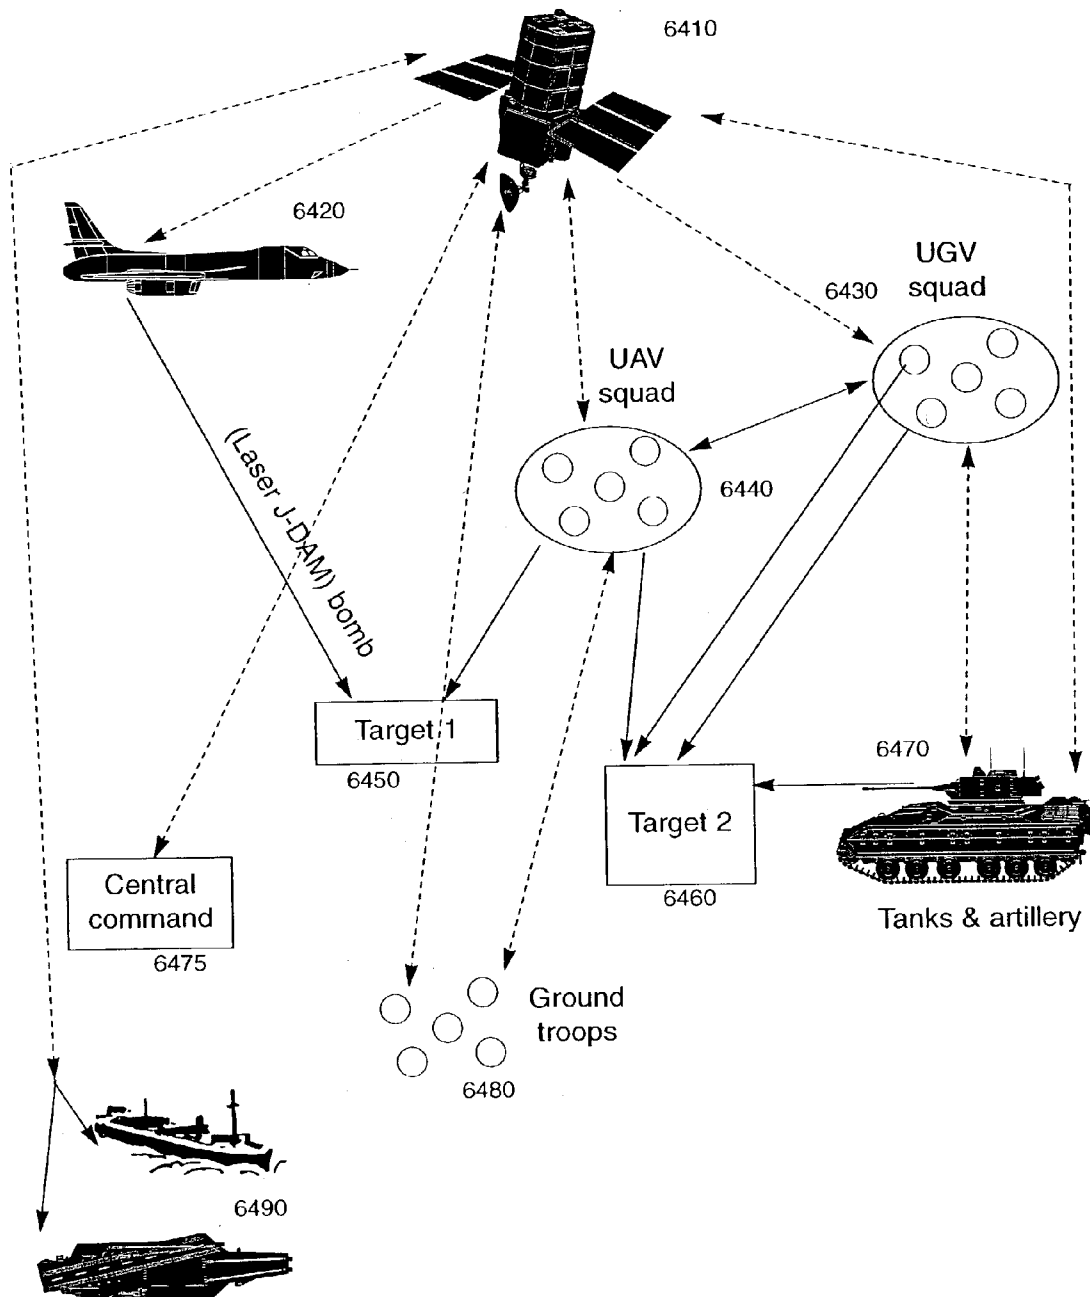 6410
6420
UGV
squad
6430
UAV
squad
6440
(Laser J-DAM) bomb
Target 1
6450
6470
Target 2
6460
Central
command
6475
Tanks & artillery
Ground
troops
6480
6490